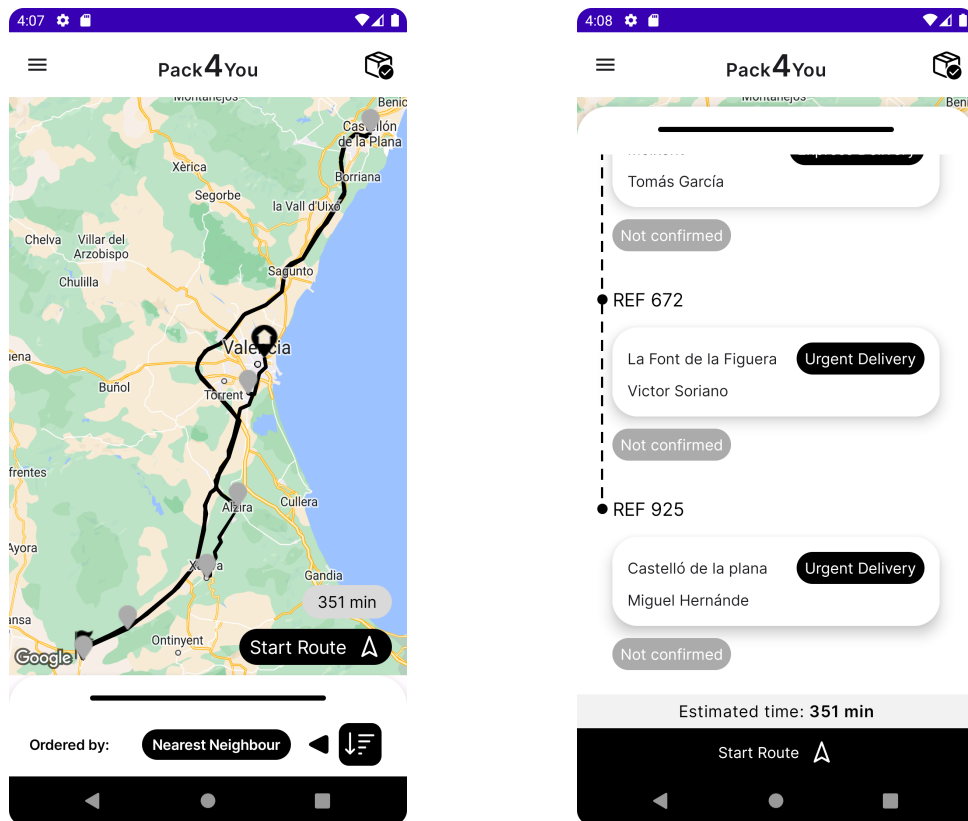 4:07
Pack4You
Montanejos
Benic
Castellón
de la Plana
Xèrica
Borriana
Segorbe
la Vall d'Uixó
Chelva
Villar del
Arzobispo
Sagunto
Chulilla
Valencia
uena
Buñol
Torrent
frentes
Alzira
Cullera
Ayora
Xàtiva
Gandia
351 min
ansa
Ontinyent
Google
Start Route
Ordered by:
Nearest Neighbour
4:08
Pack4You
Montanejos
Beni
Tomás García
Not confirmed
REF 672
La Font de la Figuera
Urgent Delivery
Victor Soriano
Not confirmed
REF 925
Castelló de la plana
Urgent Delivery
Miguel Hernánde
Not confirmed
Estimated time: 351 min
Start Route